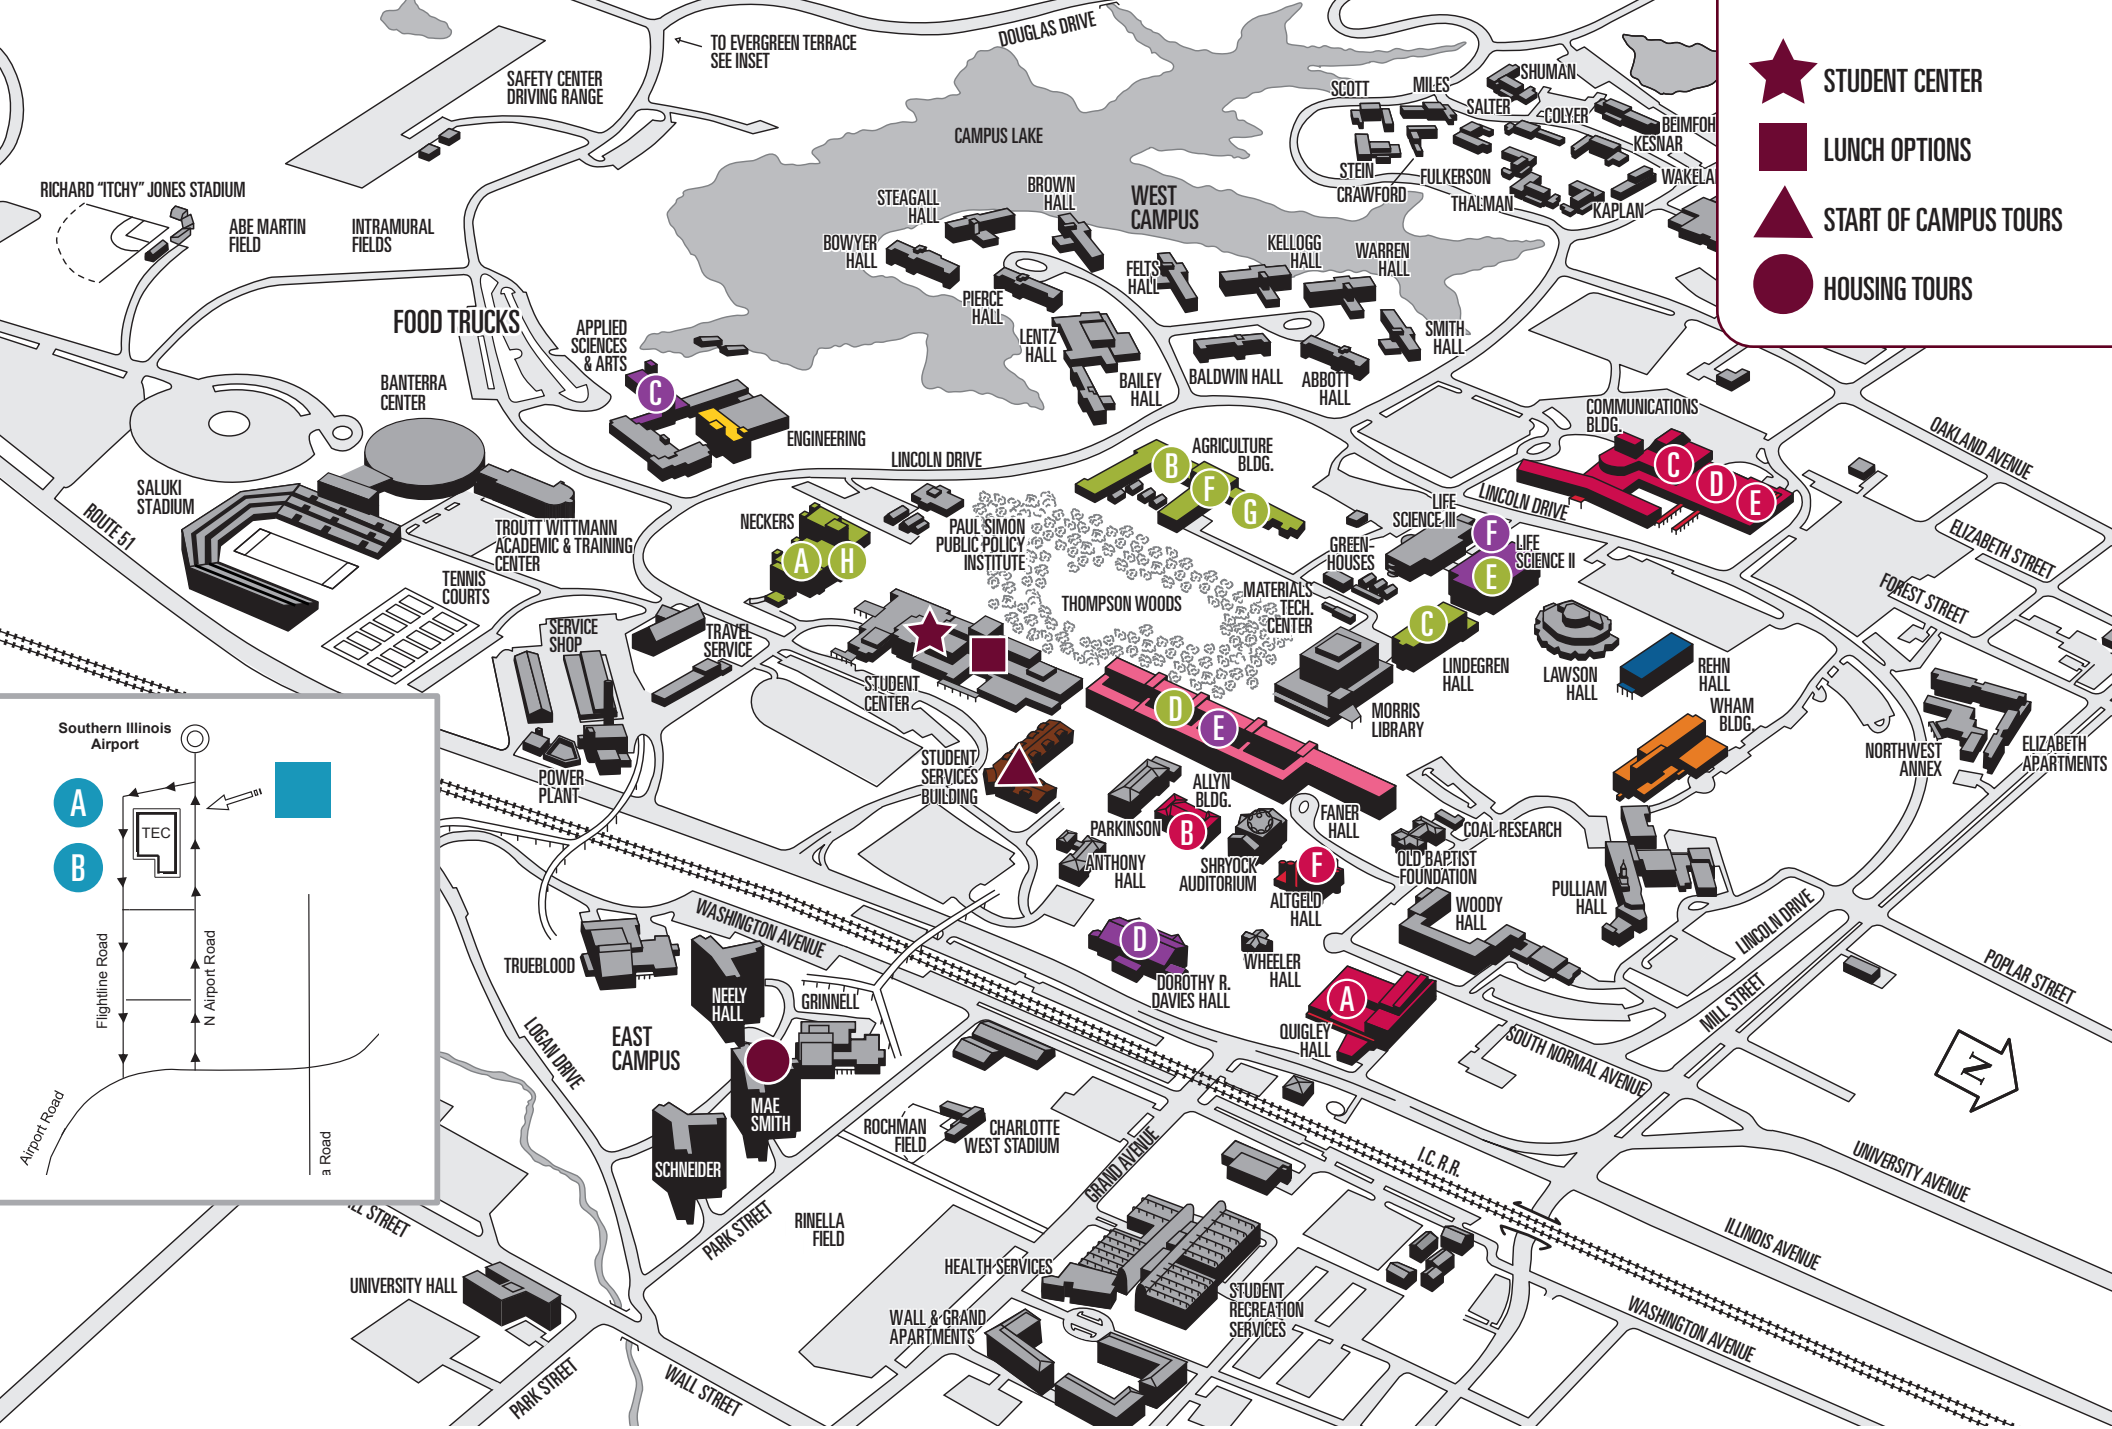 DOUGLAS DRIVE
TO EVERGREEN TERRACE
SEE INSET
SAFETY CENTER
DRIVING RANGE
STUDENT CENTER
LUNCH OPTIONS
START OF CAMPUS TOURS
HOUSING TOURS
SCOTT
MILES
SHUMAN
SALTER
COLYER
BEIMFOH
KESNAR
STEIN
CRAWFORD
FULKERSON
THALMAN
KAPLAN
WAKELA
CAMPUS LAKE
WEST
CAMPUS
RICHARD "ITCHY" JONES STADIUM
ABE MARTIN
FIELD
INTRAMURAL
FIELDS
STEAGALL
HALL
BROWN
HALL
BOWYER
HALL
PIERCE
HALL
FELTS
HALL
KELLOGG
HALL
WARREN
HALL
LENTZ
HALL
SMITH
HALL
BAILEY
HALL
BALDWIN HALL
ABBOTT
HALL
FOOD TRUCKS
APPLIED
SCIENCES
& ARTS
C
ENGINEERING
BANTERRA
CENTER
SALUKI
STADIUM
ROUTE 51
TROUTT WITTMANN
ACADEMIC & TRAINING
CENTER
TENNIS
COURTS
LINCOLN DRIVE
AGRICULTURE
BLDG.
B
F
G
COMMUNICATIONS
BLDG.
C
D
E
LINCOLN DRIVE
OAKLAND AVENUE
ELIZABETH STREET
FOREST STREET
NECKERS
A
H
PAUL SIMON
PUBLIC POLICY
INSTITUTE
THOMPSON WOODS
LIFE
SCIENCE III
F
LIFE
SCIENCE II
E
GREEN-
HOUSES
MATERIALS
TECH.
CENTER
C
LINDEGREN
HALL
LAWSON
HALL
REHN
HALL
WHAM
BLDG.
SERVICE
SHOP
TRAVEL
SERVICE
STUDENT
CENTER
D
E
MORRIS
LIBRARY
NORTHWEST
ANNEX
ELIZABETH
APARTMENTS
POWER
PLANT
STUDENT
SERVICES
BUILDING
ALLYN
BLDG.
PARKINSON
B
FANER
HALL
COAL RESEARCH
OLD BAPTIST
FOUNDATION
ANTHONY
HALL
SHRYOCK
AUDITORIUM
F
ALTGELD
HALL
WOODY
HALL
PULLIAM
HALL
LINCOLN DRIVE
MILL STREET
POPLAR STREET
WASHINGTON AVENUE
D
DOROTHY R.
DAVIES HALL
WHEELER
HALL
A
QUIGLEY
HALL
SOUTH NORMAL AVENUE
N
TRUEBLOOD
NEELY
HALL
GRINNELL
EAST
CAMPUS
LOGAN DRIVE
MAE
SMITH
SCHNEIDER
ROCHMAN
FIELD
CHARLOTTE
WEST STADIUM
GRAND AVENUE
I.C. R.R.
UNIVERSITY AVENUE
ILLINOIS AVENUE
WASHINGTON AVENUE
PARK STREET
RINELLA
FIELD
HEALTH SERVICES
STUDENT
RECREATION
SERVICES
WALL & GRAND
APARTMENTS
UNIVERSITY HALL
LL STREET
PARK STREET
WALL STREET
Southern Illinois
Airport
A
TEC
B
Flightline Road
N Airport Road
Airport Road
a Road